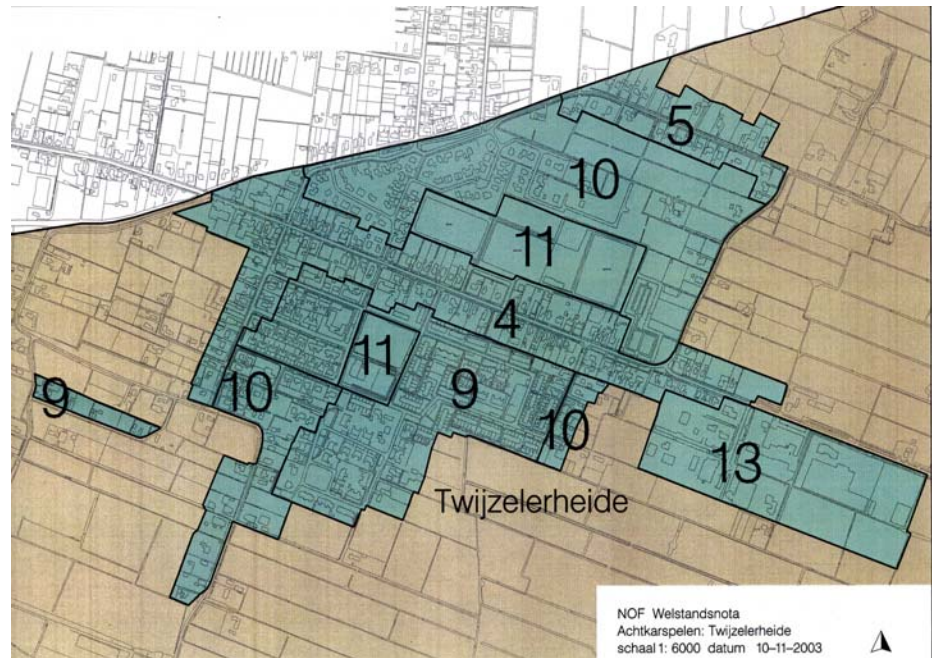 5
10
11
4
11
9
10
9
10
13
Twijzelerheide
NOF Welstandsnota
Achtkarspelen: Twijzelerheide
schaal 1: 6000 datum 10-11-2003